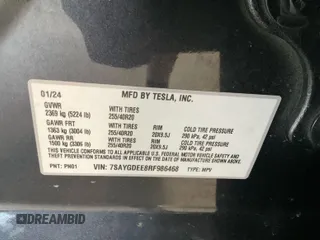 01/24
MFD BY TESLA, INC.
GVWR
2369 kg (5224 lb)
WITH TIRES
255/40R20
GAWR FRT
1363 kg (3004 lb)
WITH TIRES
255/40R20
RIM
20X9.5J
COLD TIRE PRESSURE
290 kPa, 42 psi
GAWR RR
1500 kg (3306 lb)
WITH TIRES
255/40R20
RIM
20X9.5J
COLD TIRE PRESSURE
290 kPa, 42 psi
THIS VEHICLE CONFORMS TO ALL APPLICABLE U.S. FEDERAL MOTOR VEHICLE
SAFETY AND THEFT PREVENTION STANDARDS IN EFFECT ON THE DATE OF
MANUFACTURE SHOWN ABOVE.
PNT: PN01
VIN: 7SAYGDEE8RF986468
TYPE: MPV